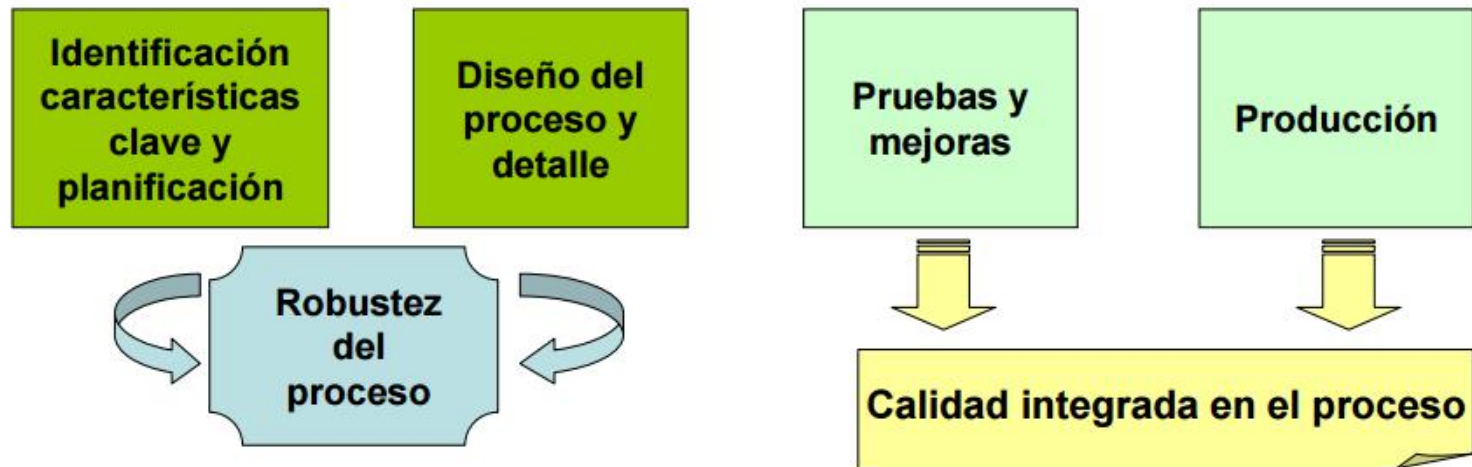 Identificación
características
clave y
planificación
Diseño del
proceso y
detalle
Pruebas y
mejoras
Producción
Robustez
del
proceso
Calidad integrada en el proceso